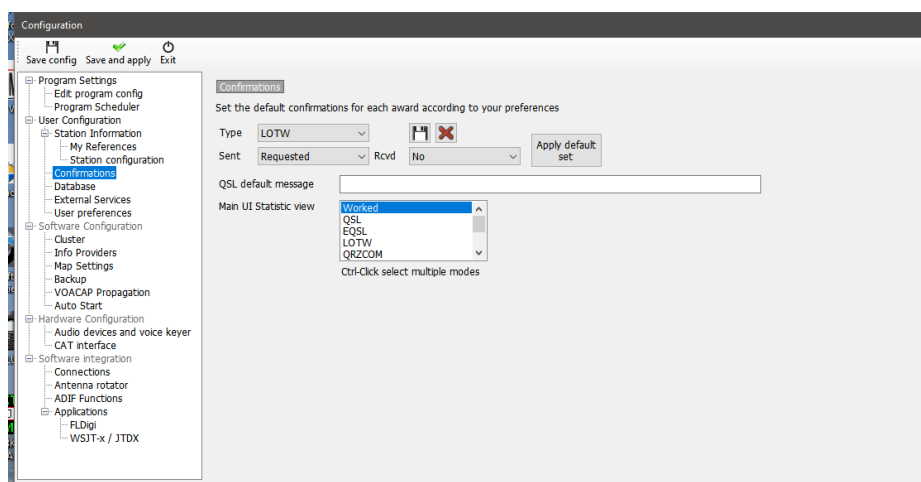 Configuration
Save config Save and apply Exit
Program Settings
Edit program config
Program Scheduler
User Configuration
Station Information
My References
Station configuration
Confirmations
Database
External Services
User preferences
Software Configuration
Cluster
Info Providers
Map Settings
Backup
VOACAP Propagation
Auto Start
Hardware Configuration
Audio devices and voice keyer
CAT interface
Software integration
Connections
Antenna rotator
ADIF Functions
Applications
FLDigi
WSJT-x / JTDX
Confirmations
Set the default confirmations for each award according to your preferences
Type LOTW
Sent Requested Rcvd No
Apply default
set
QSL default message
Main UI Statistic view
Worked
QSL
EQSL
LOTW
QRZCOM
Ctrl-Click select multiple modes